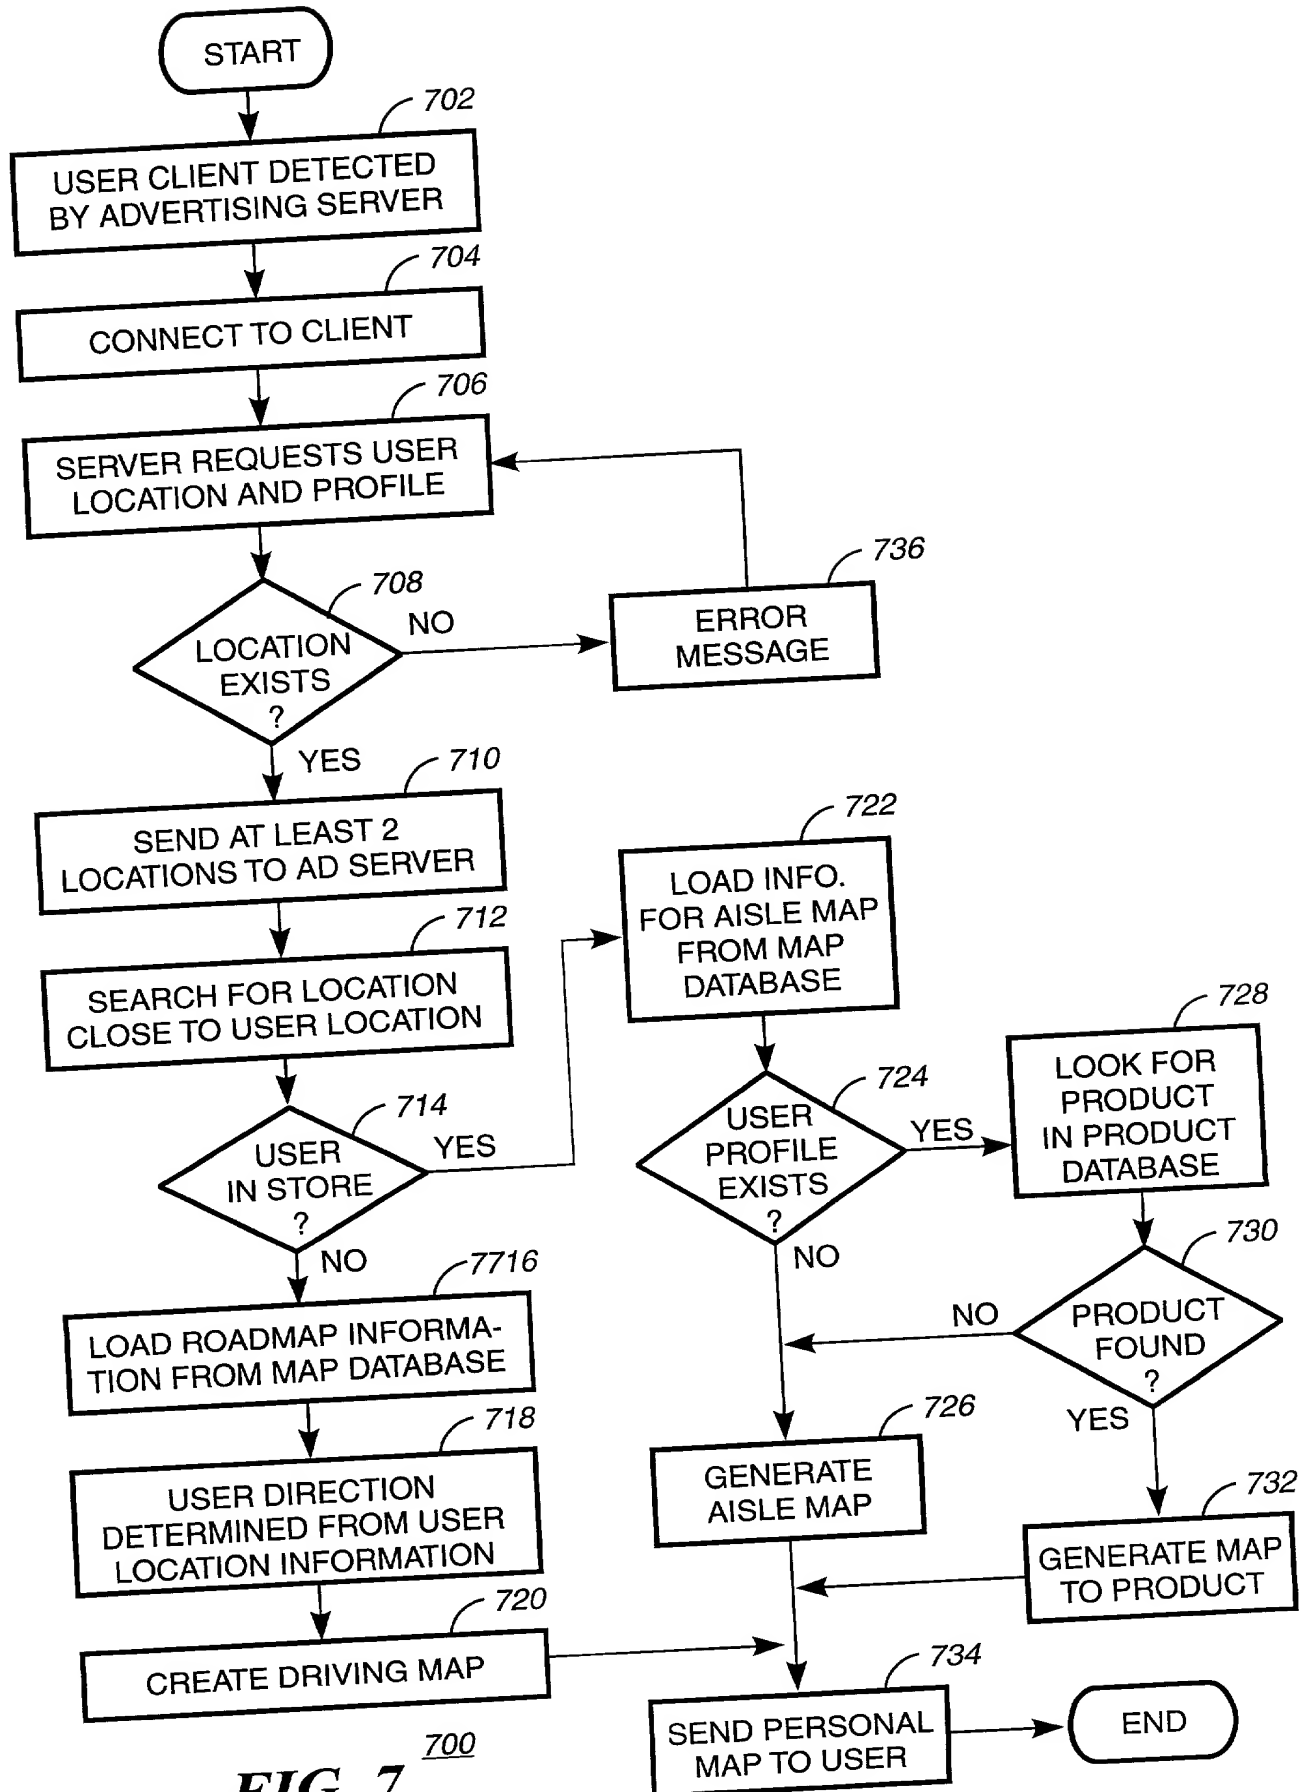 START
702
USER CLIENT DETECTED
BY ADVERTISING SERVER
704
CONNECT TO CLIENT
706
SERVER REQUESTS USER
LOCATION AND PROFILE
708
LOCATION
EXISTS
?
NO
736
ERROR
MESSAGE
YES
710
SEND AT LEAST 2
LOCATIONS TO AD SERVER
712
SEARCH FOR LOCATION
CLOSE TO USER LOCATION
714
USER
IN STORE
?
YES
NO
7716
LOAD ROADMAP INFORMA-
TION FROM MAP DATABASE
718
USER DIRECTION
DETERMINED FROM USER
LOCATION INFORMATION
720
CREATE DRIVING MAP
722
LOAD INFO.
FOR AISLE MAP
FROM MAP
DATABASE
724
USER
PROFILE
EXISTS
?
YES
NO
728
LOOK FOR
PRODUCT
IN PRODUCT
DATABASE
730
PRODUCT
FOUND
?
NO
YES
726
GENERATE
AISLE MAP
732
GENERATE MAP
TO PRODUCT
734
SEND PERSONAL
MAP TO USER
END
700
FIG. 7